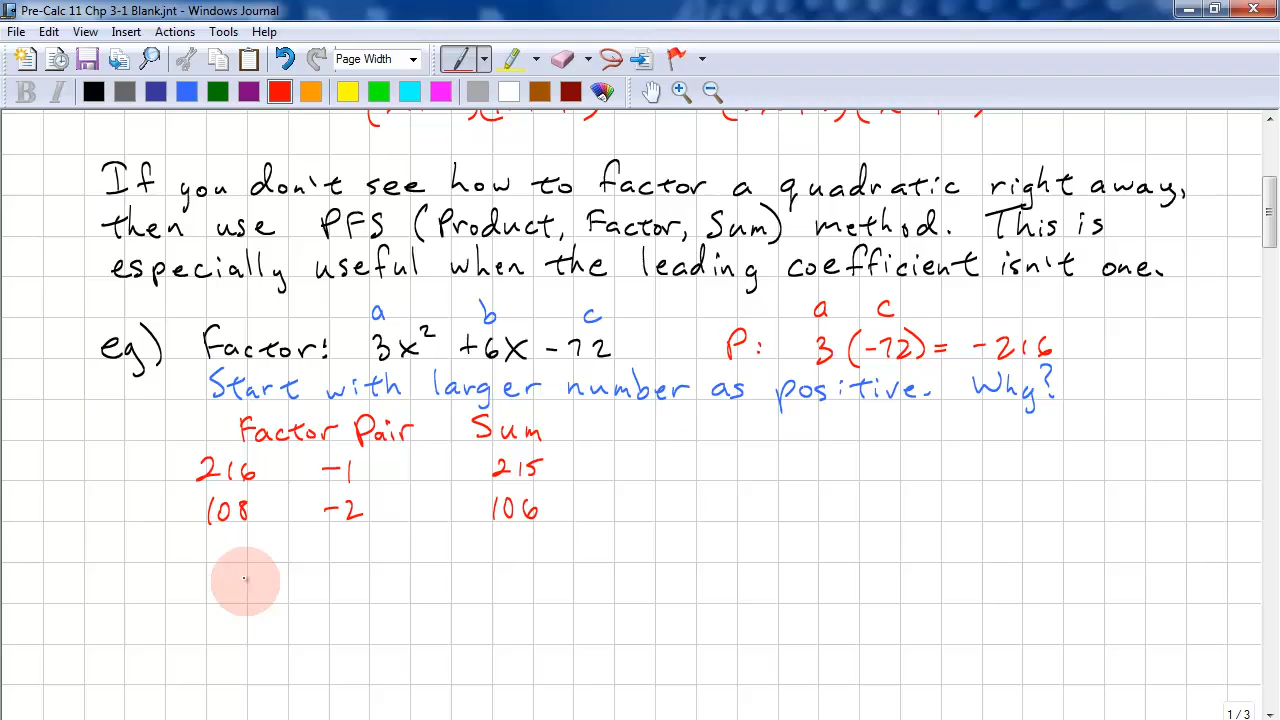 Pre-Calc 11 Chp 3-1 Blank.jnt - Windows Journal
File Edit View Insert Actions Tools Help
Page Width
B I
If you don't see how to factor a quadratic right away,
then use PFS (Product, Factor, Sum) method. This is
especially useful when the leading coefficient isn't one.
a b c a c
eg) Factor: 3x² +6x -72 P: 3(-72)= -216
Start with larger number as positive. Why?
Factor Pair Sum
216 -1 215
108 -2 106
1/3